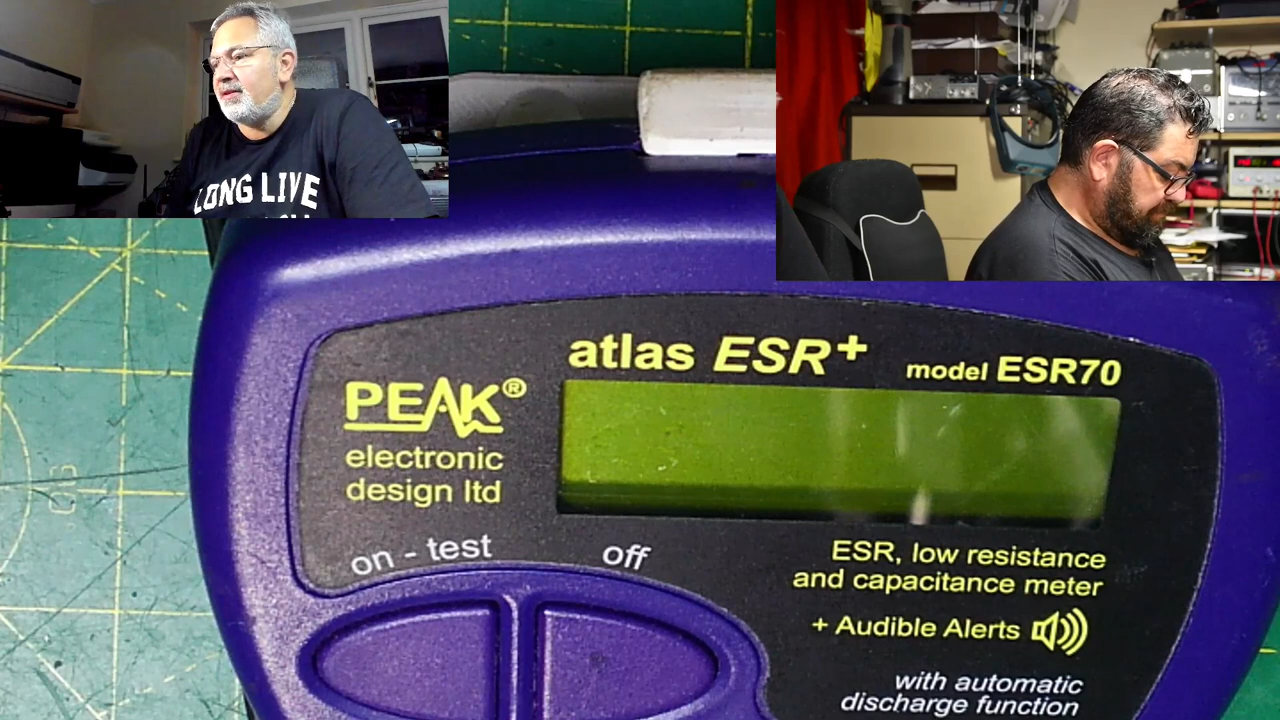 LONG LIVE
atlas ESR+ model ESR70
PEAK®
electronic
design ltd
on - test off
ESR, low resistance
and capacitance meter
+ Audible Alerts
with automatic
discharge function